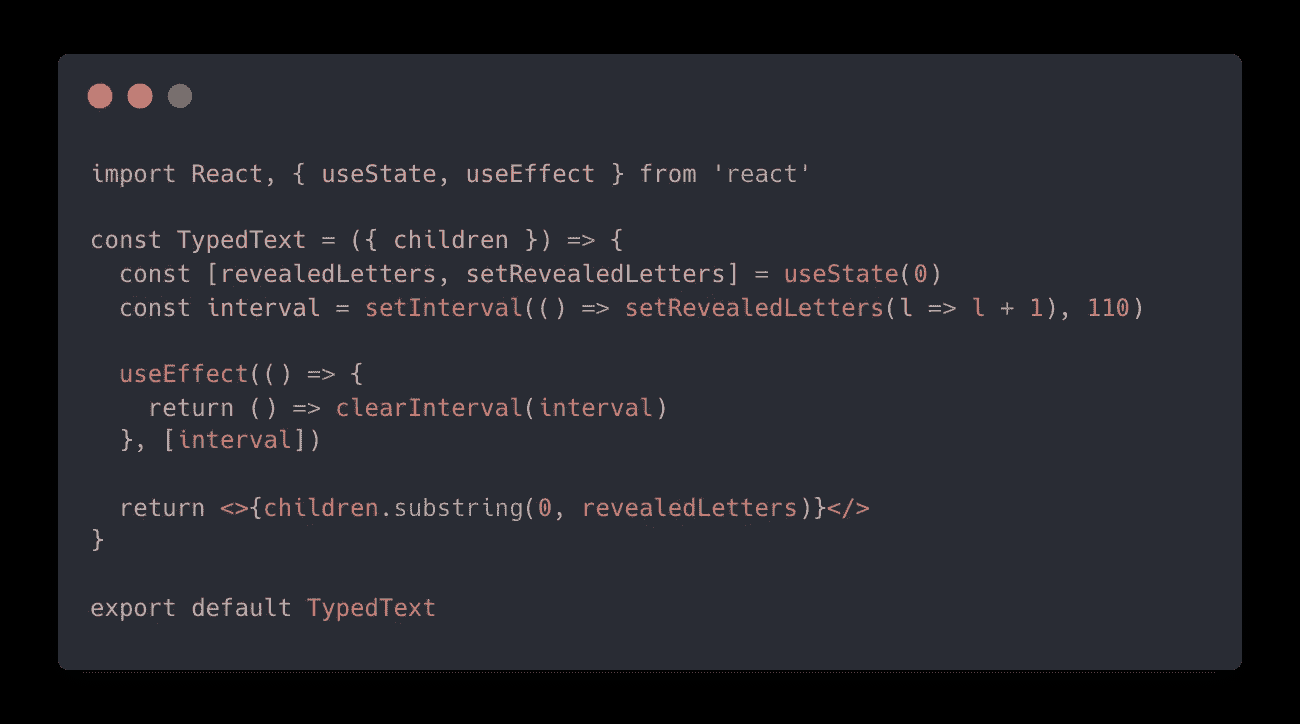 import React, { useState, useEffect } from 'react'
const TypedText = ({ children }) => {
  const [revealedLetters, setRevealedLetters] = useState(0)
  const interval = setInterval(() => setRevealedLetters(l => l + 1), 110)
  useEffect(() => {
    return () => clearInterval(interval)
  }, [interval])
  return <>{children.substring(0, revealedLetters)}</>
}
export default TypedText